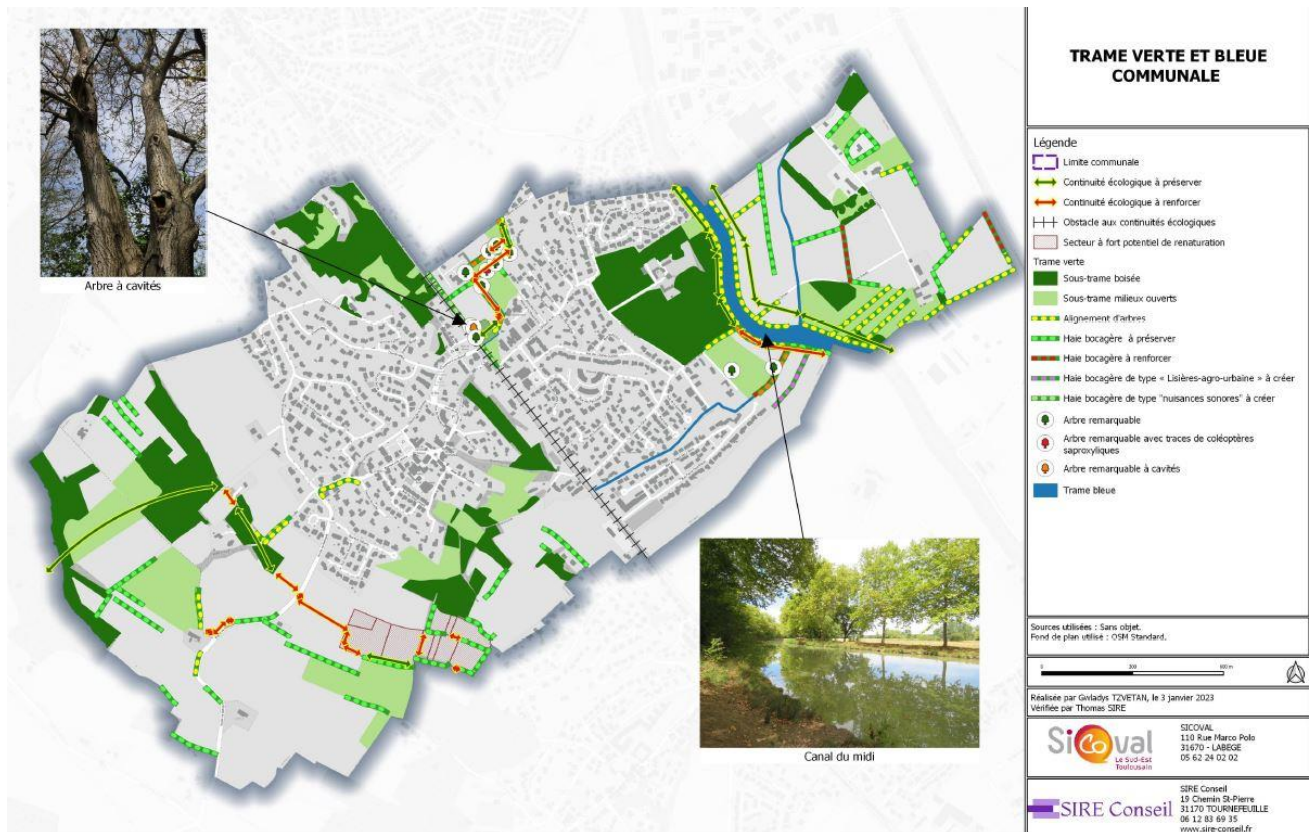 Arbre à cavités
Canal du midi
TRAME VERTE ET BLEUE
COMMUNALE
Légende
Limite communale
Continuité écologique à préserver
Continuité écologique à renforcer
Obstacle aux continuités écologiques
Secteur à fort potentiel de renaturation
Trame verte
Sous-trame boisée
Sous-trame milieux ouverts
Alignement d'arbres
Haie bocagère à préserver
Haie bocagère à renforcer
Haie bocagère de type « Lisières-agro-urbaine » à créer
Haie bocagère de type "nuisances sonores" à créer
Arbre remarquable
Arbre remarquable avec traces de coléoptères
saproxyliques
Arbre remarquable à cavités
Trame bleue
Sources utilisées : Sans objet.
Fond de plan utilisé : OSM Standard.
0 300 600 m
Réalisée par Gwladys TZVETAN, le 3 janvier 2023
Vérifiée par Thomas SIRE
Sicoval
Le Sud-Est
Toulousain
SICOVAL
110 Rue Marco Polo
31670 - LABEGE
05 62 24 02 02
SIRE Conseil
SIRE Conseil
19 Chemin St-Pierre
31170 TOURNEFEUILLE
06 12 83 69 35
www.sire-conseil.fr